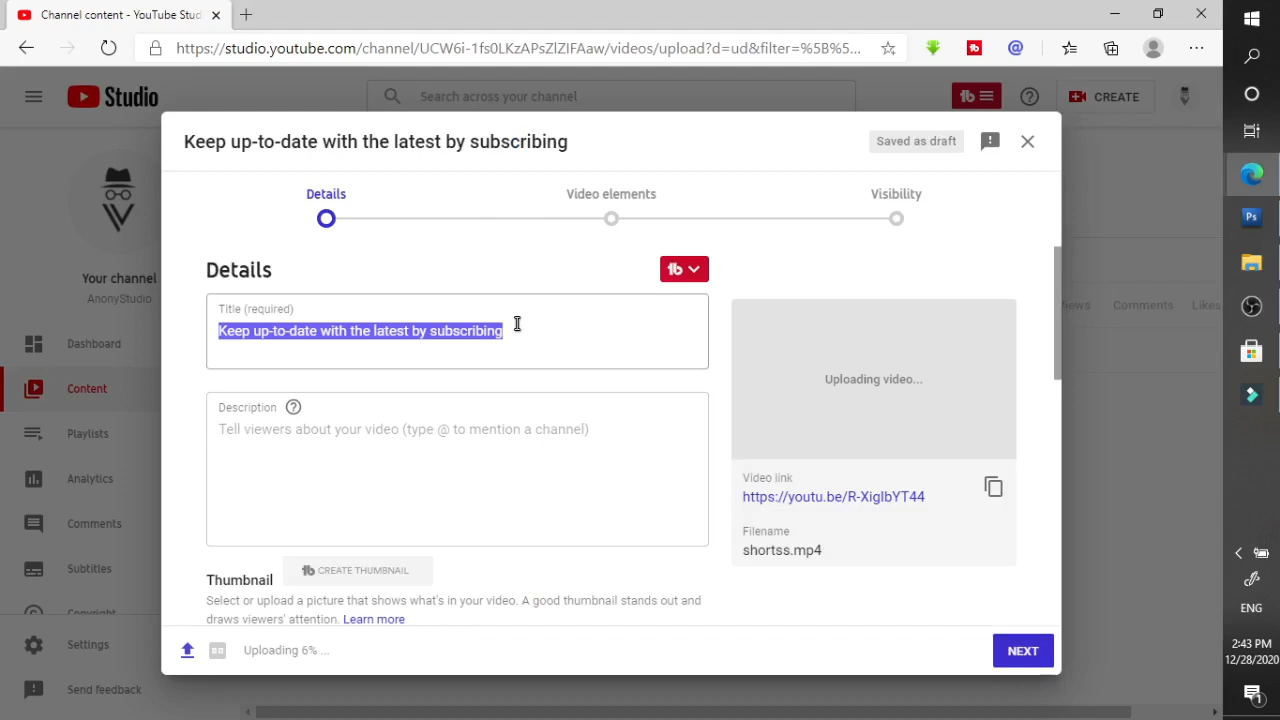 Channel content - YouTube Stud
https://studio.youtube.com/channel/UCW6i-1fs0LKzAPsZlZIFAaw/videos/upload?d=ud&filter=%5B%5...
Studio
Search across your channel
CREATE
Keep up-to-date with the latest by subscribing
Saved as draft
Details
Video elements
Visibility
Details
Title (required)
Keep up-to-date with the latest by subscribing
Description
Tell viewers about your video (type @ to mention a channel)
Uploading video...
Video link
https://youtu.be/R-XigIbYT44
Filename
shortss.mp4
Thumbnail
CREATE THUMBNAIL
Select or upload a picture that shows what's in your video. A good thumbnail stands out and
draws viewers' attention. Learn more
Uploading 6% ...
NEXT
Your channel
AnonyStudio
Dashboard
Content
Playlists
Analytics
Comments
Subtitles
Copyright
Settings
Send feedback
Views
Comments
Likes
Ps
ENG
2:43 PM
12/28/2020
1